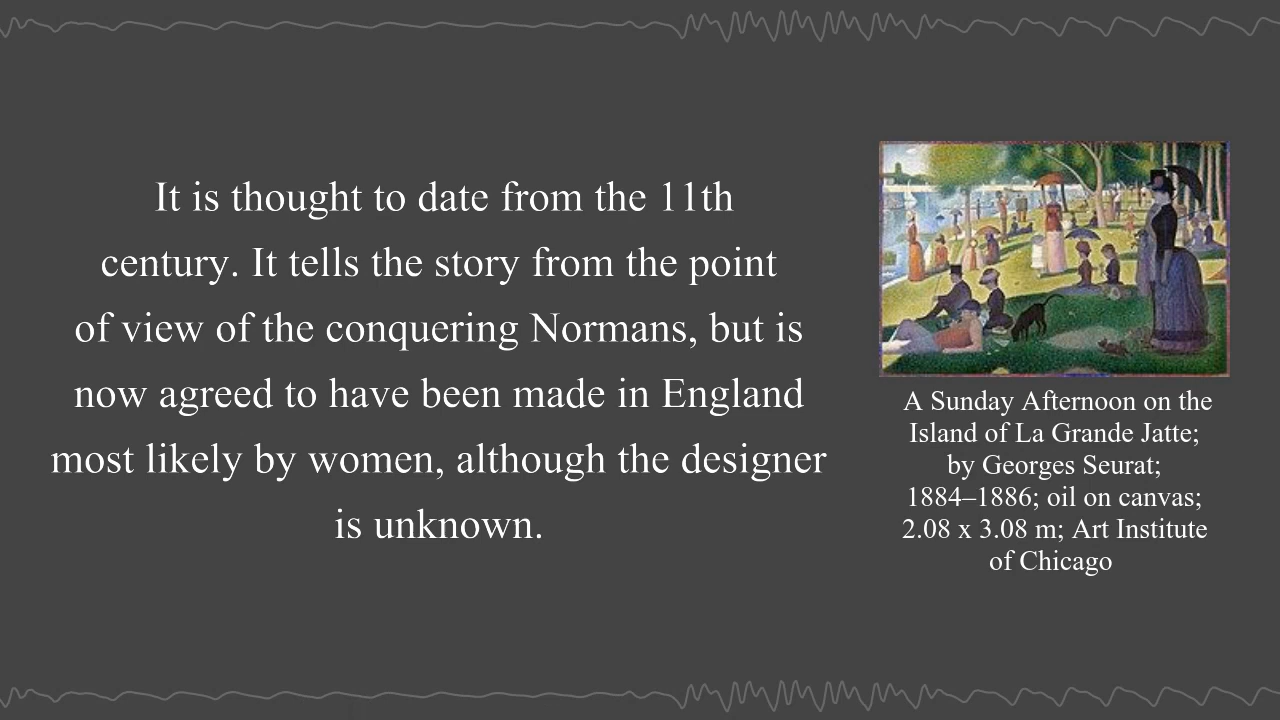 It is thought to date from the 11th
century. It tells the story from the point
of view of the conquering Normans, but is
now agreed to have been made in England
most likely by women, although the designer
is unknown.
A Sunday Afternoon on the
Island of La Grande Jatte;
by Georges Seurat;
1884–1886; oil on canvas;
2.08 x 3.08 m; Art Institute
of Chicago